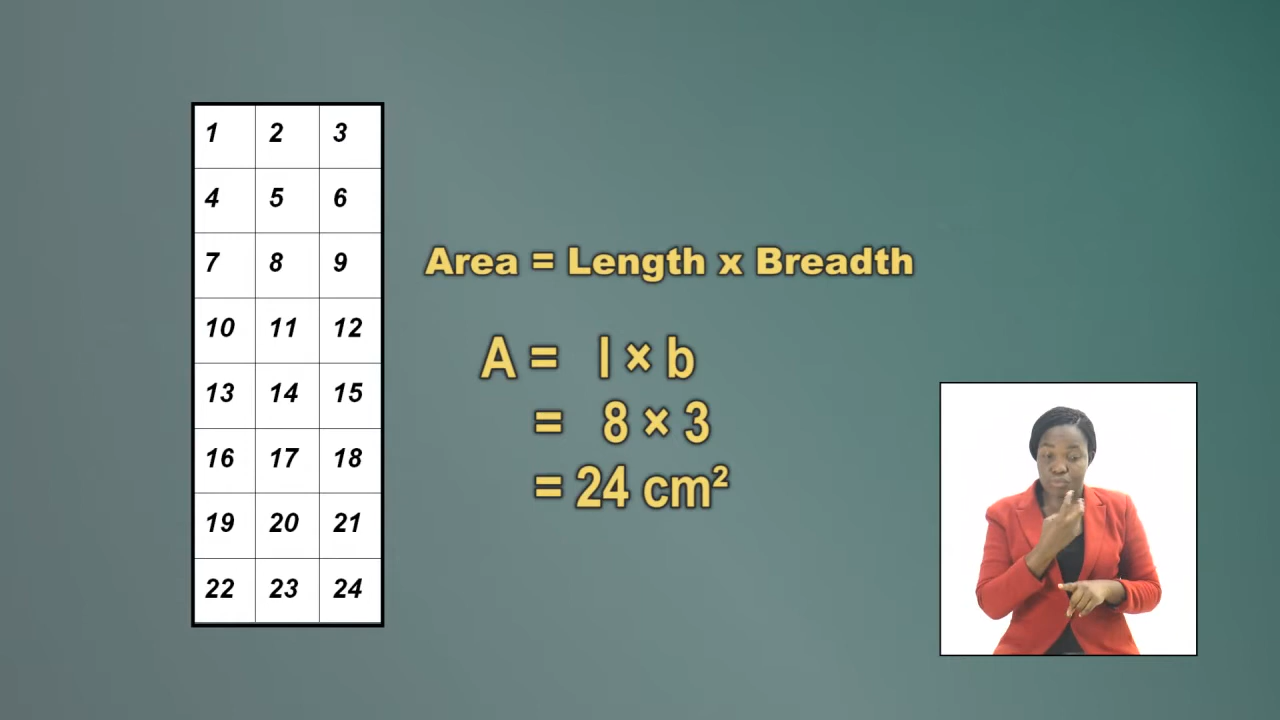 1 2 3
4 5 6
7 8 9
10 11 12
13 14 15
16 17 18
19 20 21
22 23 24
Area = Length x Breadth
A = l × b
= 8 × 3
= 24 cm²